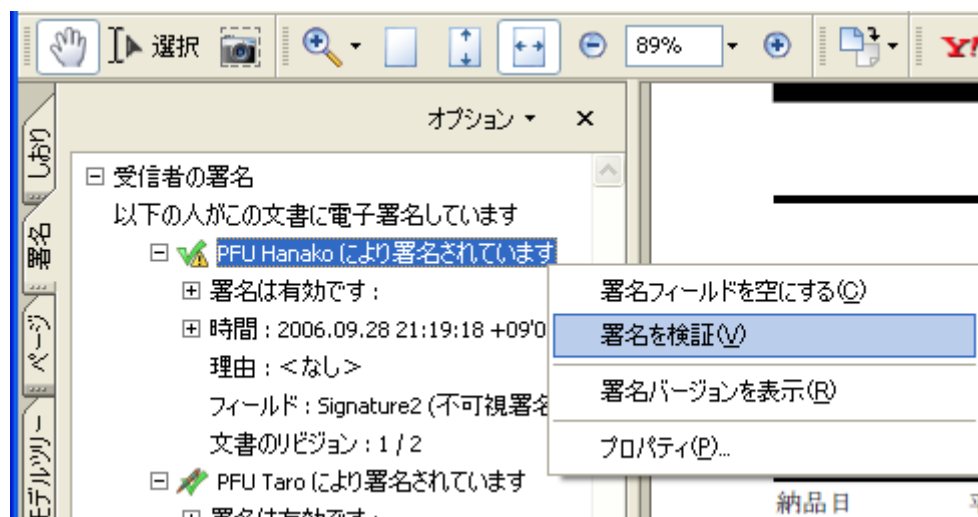 選択
89%
Y!
オプション
しおり
署名
ページ
モデルツリー
受信者の署名
以下の人がこの文書に電子署名しています
PFU Hanako により署名されています
署名は有効です :
時間 : 2006.09.28 21:19:18 +09'0
理由 : <なし>
フィールド : Signature2 (不可視署名
文書のリビジョン : 1 / 2
PFU Taro により署名されています
署名は有効です :
署名フィールドを空にする(C)
署名を検証(V)
署名バージョンを表示(R)
プロパティ(P)...
納品日